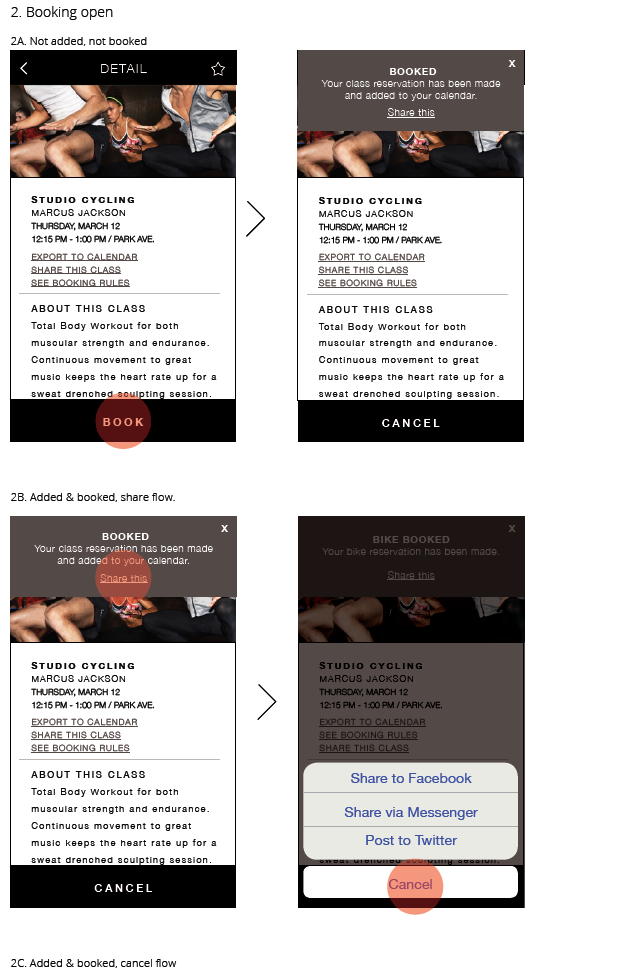 2. Booking open
2A. Not added, not booked
DETAIL
STUDIO CYCLING
MARCUS JACKSON
THURSDAY, MARCH 12
12:15 PM - 1:00 PM / PARK AVE.
EXPORT TO CALENDAR
SHARE THIS CLASS
SEE BOOKING RULES
ABOUT THIS CLASS
Total Body Workout for both
muscular strength and endurance.
Continuous movement to great
music keeps the heart rate up for a
sweat drenched sculpting session.
BOOK
X
BOOKED
Your class reservation has been made
and added to your calendar.
Share this
STUDIO CYCLING
MARCUS JACKSON
THURSDAY, MARCH 12
12:15 PM - 1:00 PM / PARK AVE.
EXPORT TO CALENDAR
SHARE THIS CLASS
SEE BOOKING RULES
ABOUT THIS CLASS
Total Body Workout for both
muscular strength and endurance.
Continuous movement to great
music keeps the heart rate up for a
sweat drenched sculpting session.
CANCEL
2B. Added & booked, share flow.
X
BOOKED
Your class reservation has been made
and added to your calendar.
Share this
STUDIO CYCLING
MARCUS JACKSON
THURSDAY, MARCH 12
12:15 PM - 1:00 PM / PARK AVE.
EXPORT TO CALENDAR
SHARE THIS CLASS
SEE BOOKING RULES
ABOUT THIS CLASS
Total Body Workout for both
muscular strength and endurance.
Continuous movement to great
music keeps the heart rate up for a
sweat drenched sculpting session.
CANCEL
X
BIKE BOOKED
Your bike reservation has been made.
Share this
STUDIO CYCLING
MARCUS JACKSON
THURSDAY, MARCH 12
12:15 PM - 1:00 PM / PARK AVE.
EXPORT TO CALENDAR
SEE BOOKING RULES
SHARE THIS CLASS
Share to Facebook
Share via Messenger
Post to Twitter
sweat drenched sculpting session.
Cancel
2C. Added & booked, cancel flow